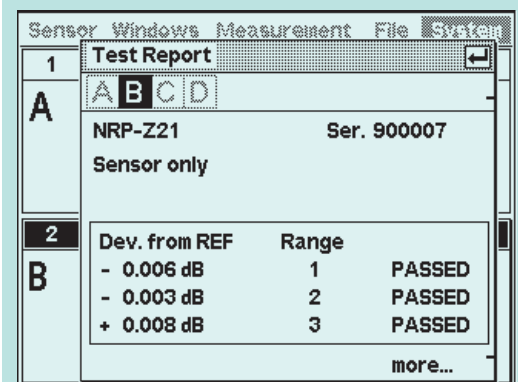 Sensor Windows Measurement File System
1 Test Report
A B C D
A
NRP-Z21 Ser. 900007
Sensor only
2
B
Dev. from REF Range
- 0.006 dB 1 PASSED
- 0.003 dB 2 PASSED
+ 0.008 dB 3 PASSED
more...